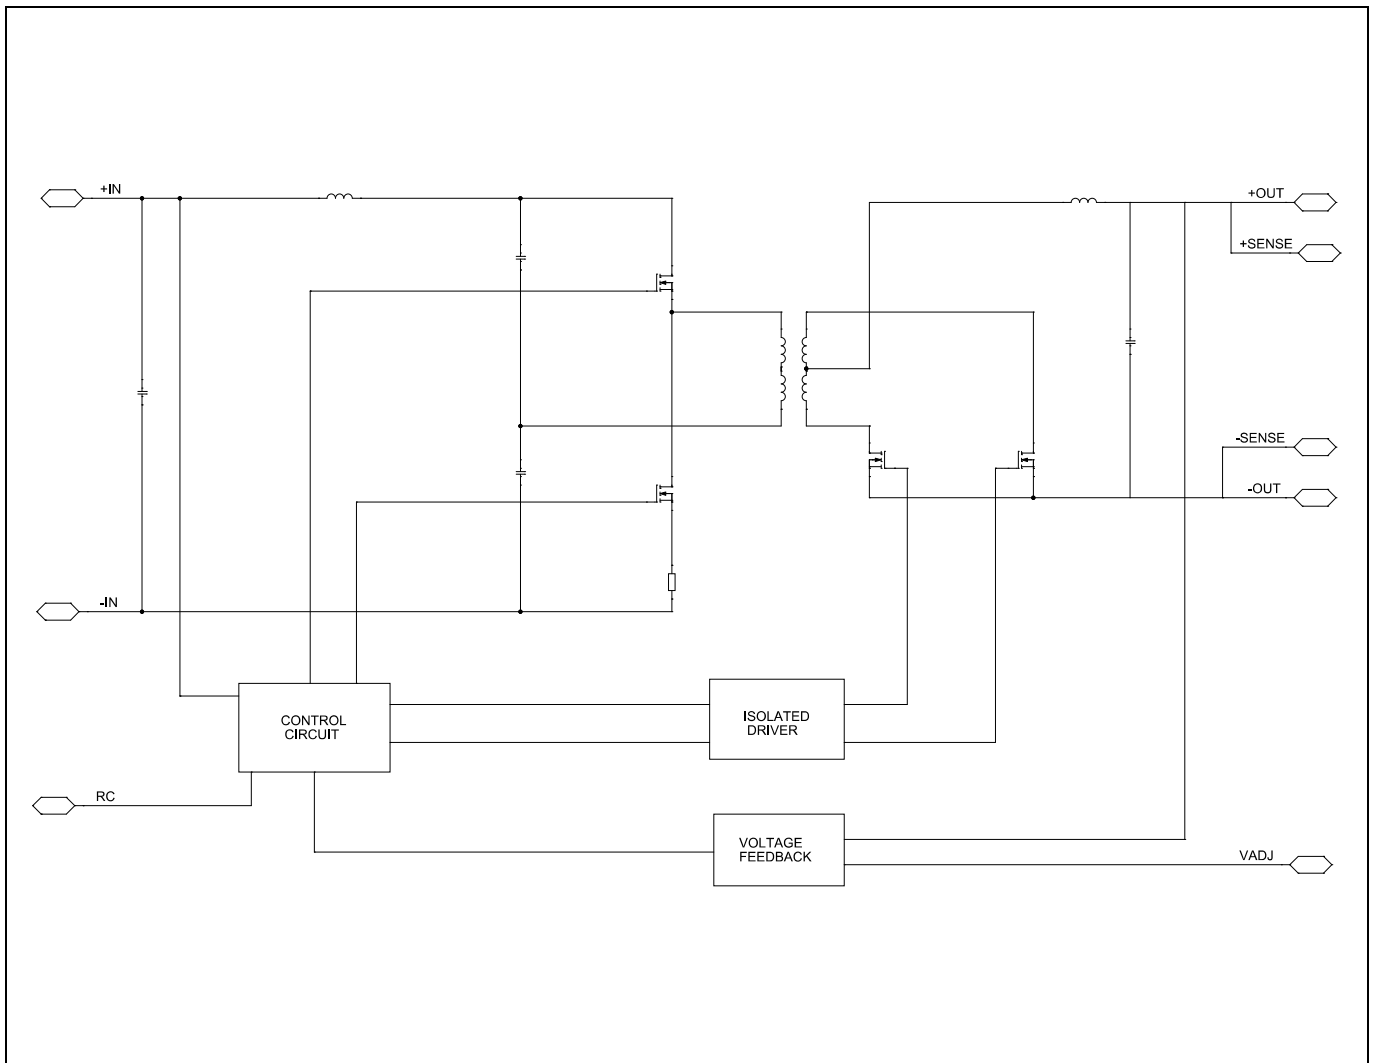 +IN
+OUT
+SENSE
-SENSE
-OUT
-IN
CONTROL
CIRCUIT
ISOLATED
DRIVER
RC
VOLTAGE
FEEDBACK
VADJ